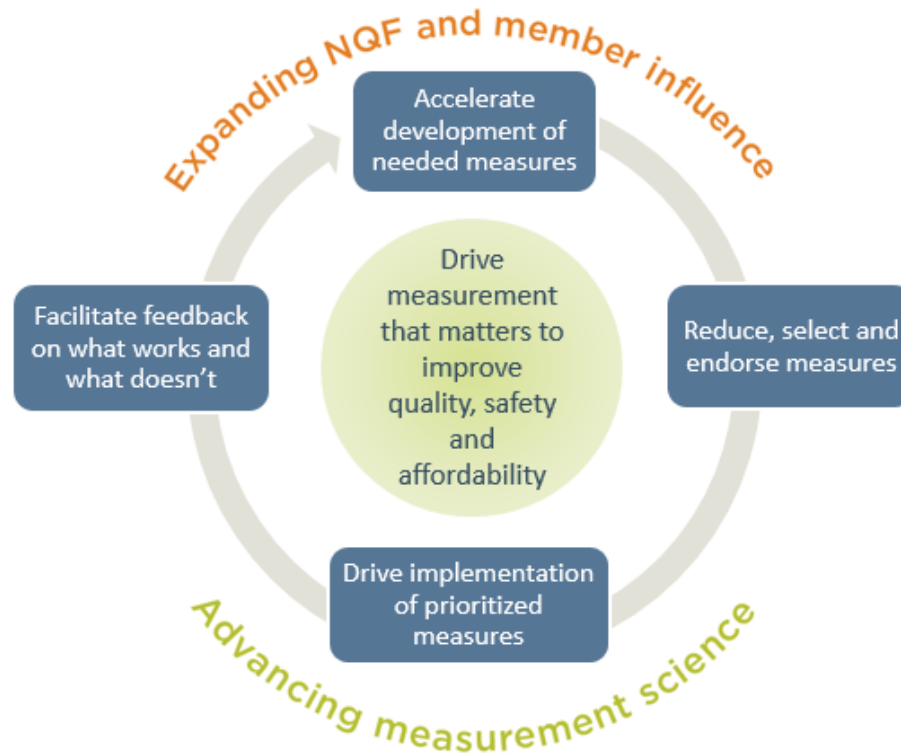 Expanding NQF and member influence
Accelerate
development of
needed measures
Drive
measurement
that matters to
improve
quality, safety
and
affordability
Facilitate feedback
on what works and
what doesn’t
Reduce, select and
endorse measures
Drive implementation
of prioritized
measures
Advancing measurement science